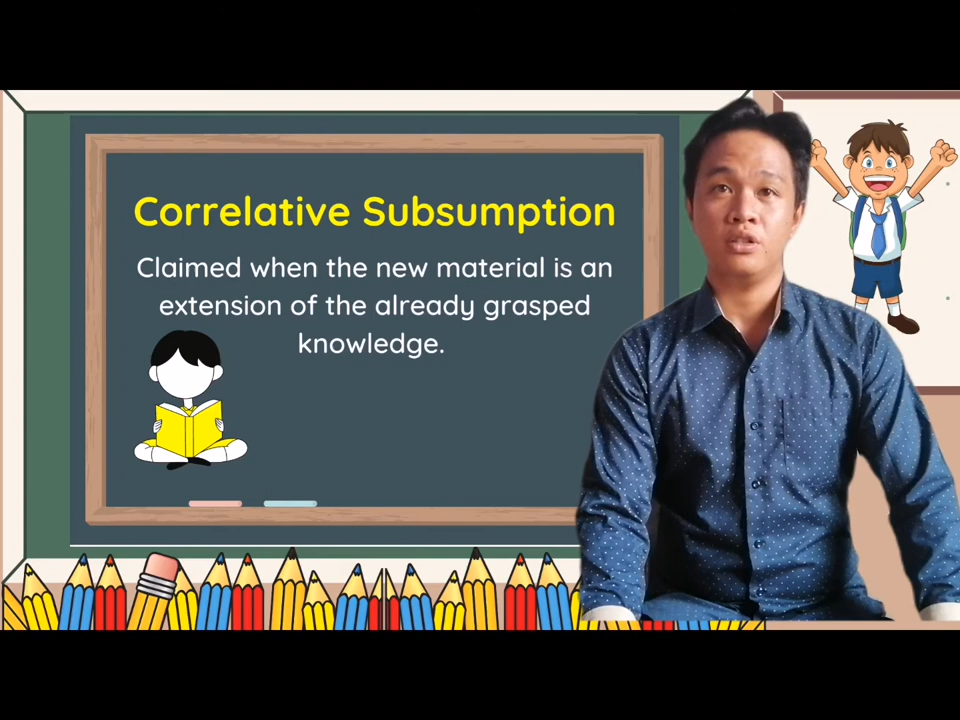 Correlative Subsumption
Claimed when the new material is an
extension of the already grasped
knowledge.